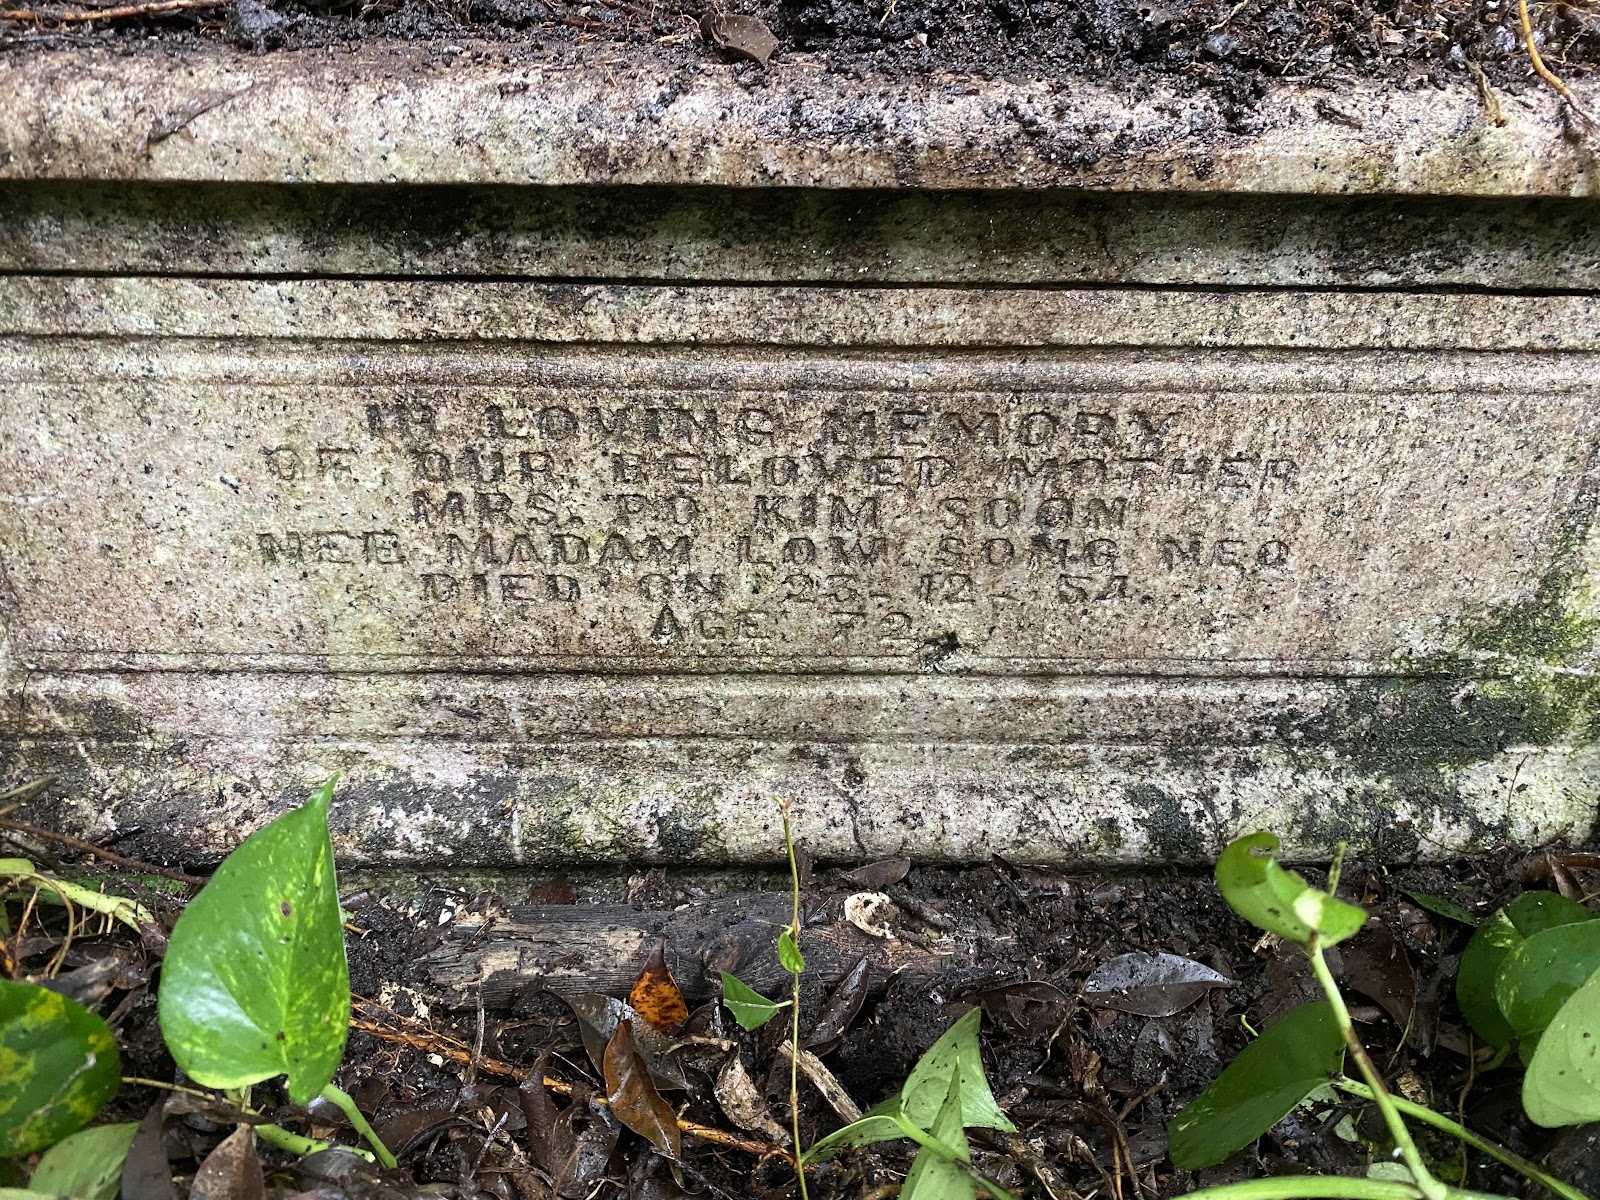 IN LOVING MEMORY
OF OUR BELOVED MOTHER
MRS. PO KIM SOON
NEE MADAM LOW SONG NEO
DIED ON 25-12-54.
AGE 72